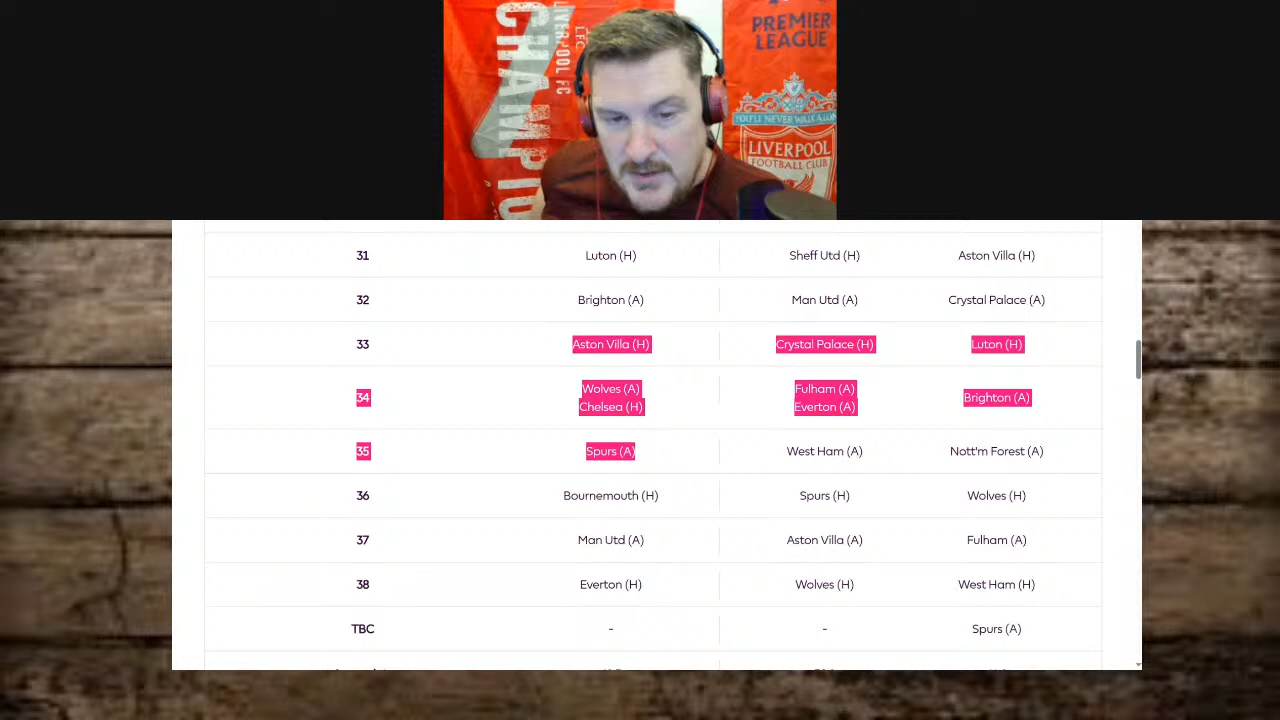 CHAMPIO
LIVERPOOL FC
LFC
PREMIER
LEAGUE
YOU'LL NEVER WALK ALON
LIVERPOOL
FOOTBALL CLUB
31 Luton (H) Sheff Utd (H) Aston Villa (H)
32 Brighton (A) Man Utd (A) Crystal Palace (A)
33 Aston Villa (H) Crystal Palace (H) Luton (H)
34 Wolves (A) Chelsea (H) Fulham (A) Everton (A) Brighton (A)
35 Spurs (A) West Ham (A) Nott'm Forest (A)
36 Bournemouth (H) Spurs (H) Wolves (H)
37 Man Utd (A) Aston Villa (A) Fulham (A)
38 Everton (H) Wolves (H) West Ham (H)
TBC - - Spurs (A)